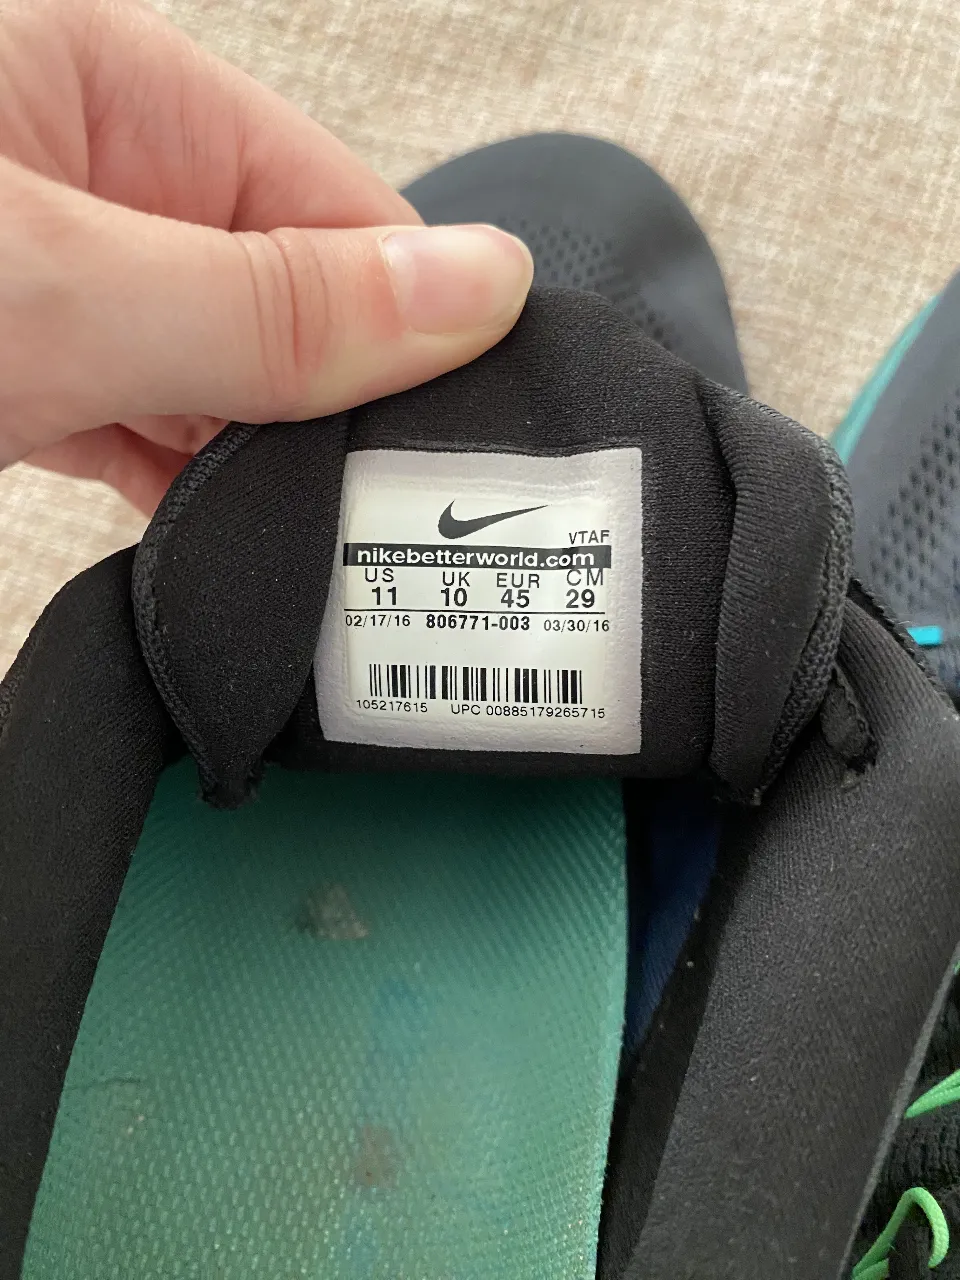 VTAF
nikebetterworld.com
US UK EUR CM
11 10 45 29
02/17/16 806771-003 03/30/16
105217615 UPC 00885179265715